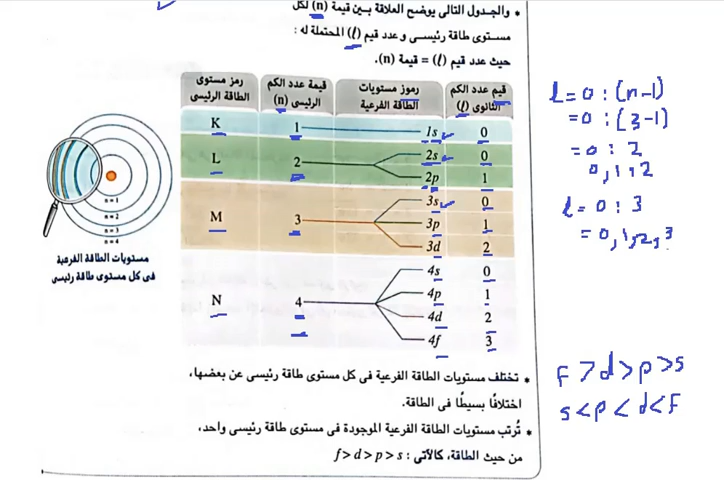 • والجدول التالى يوضح العلاقة بين قيمة (n) لكل
مستوى طاقة رئيسى وعدد قيم (l) المحتملة له :
حيث عدد قيم (l) = قيمة (n).
رمز مستوى الطاقة الرئيسى
قيمة عدد الكم الرئيسى (n)
رموز مستويات الطاقة الفرعية
قيم عدد الكم الثانوى (l)
K 1 1s 0
L 2 2s 0
2p 1
M 3 3s 0
3p 1
3d 2
N 4 4s 0
4p 1
4d 2
4f 3
n = 1
n = 2
n = 3
n = 4
مستويات الطاقة الفرعية
فى كل مستوى طاقة رئيسى
• تختلف مستويات الطاقة الفرعية فى كل مستوى طاقة رئيسى عن بعضها،
اختلافًا بسيطًا فى الطاقة.
• تُرتب مستويات الطاقة الفرعية الموجودة فى مستوى طاقة رئيسى واحد،
من حيث الطاقة، كالآتى : f > d > p > s
l = 0 : (n-1)
= 0 : (3-1)
= 0 : 2
0, 1, 2
l = 0 : 3
= 0, 1, 2, 3
f > d > p > s
s < p < d < f